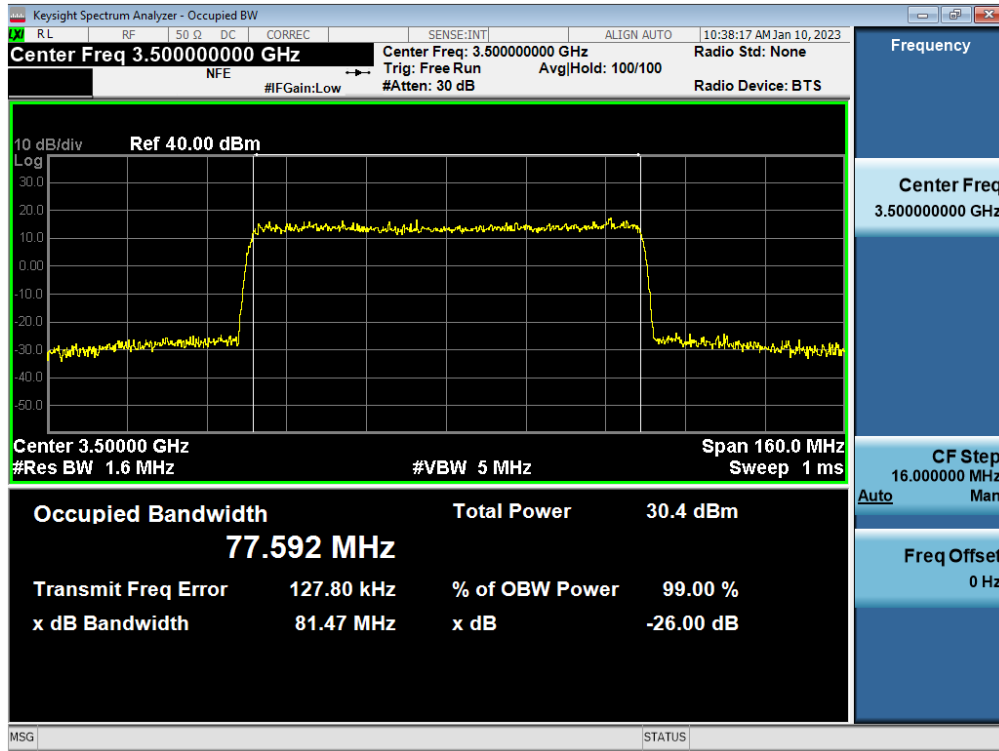 Keysight Spectrum Analyzer - Occupied BW
LXI RL RF 50 Ω DC CORREC SENSE:INT ALIGN AUTO 10:38:17 AM Jan 10, 2023
Center Freq 3.500000000 GHz Center Freq: 3.500000000 GHz Radio Std: None
NFE Trig: Free Run Avg|Hold: 100/100
#IFGain:Low #Atten: 30 dB Radio Device: BTS
10 dB/div Ref 40.00 dBm
Log
30.0
20.0
10.0
0.00
-10.0
-20.0
-30.0
-40.0
-50.0
Center 3.50000 GHz Span 160.0 MHz
#Res BW 1.6 MHz #VBW 5 MHz Sweep 1 ms
Occupied Bandwidth Total Power 30.4 dBm
77.592 MHz
Transmit Freq Error 127.80 kHz % of OBW Power 99.00 %
x dB Bandwidth 81.47 MHz x dB -26.00 dB
Frequency
Center Freq
3.500000000 GHz
CF Step
16.000000 MHz
Auto Man
Freq Offset
0 Hz
MSG STATUS